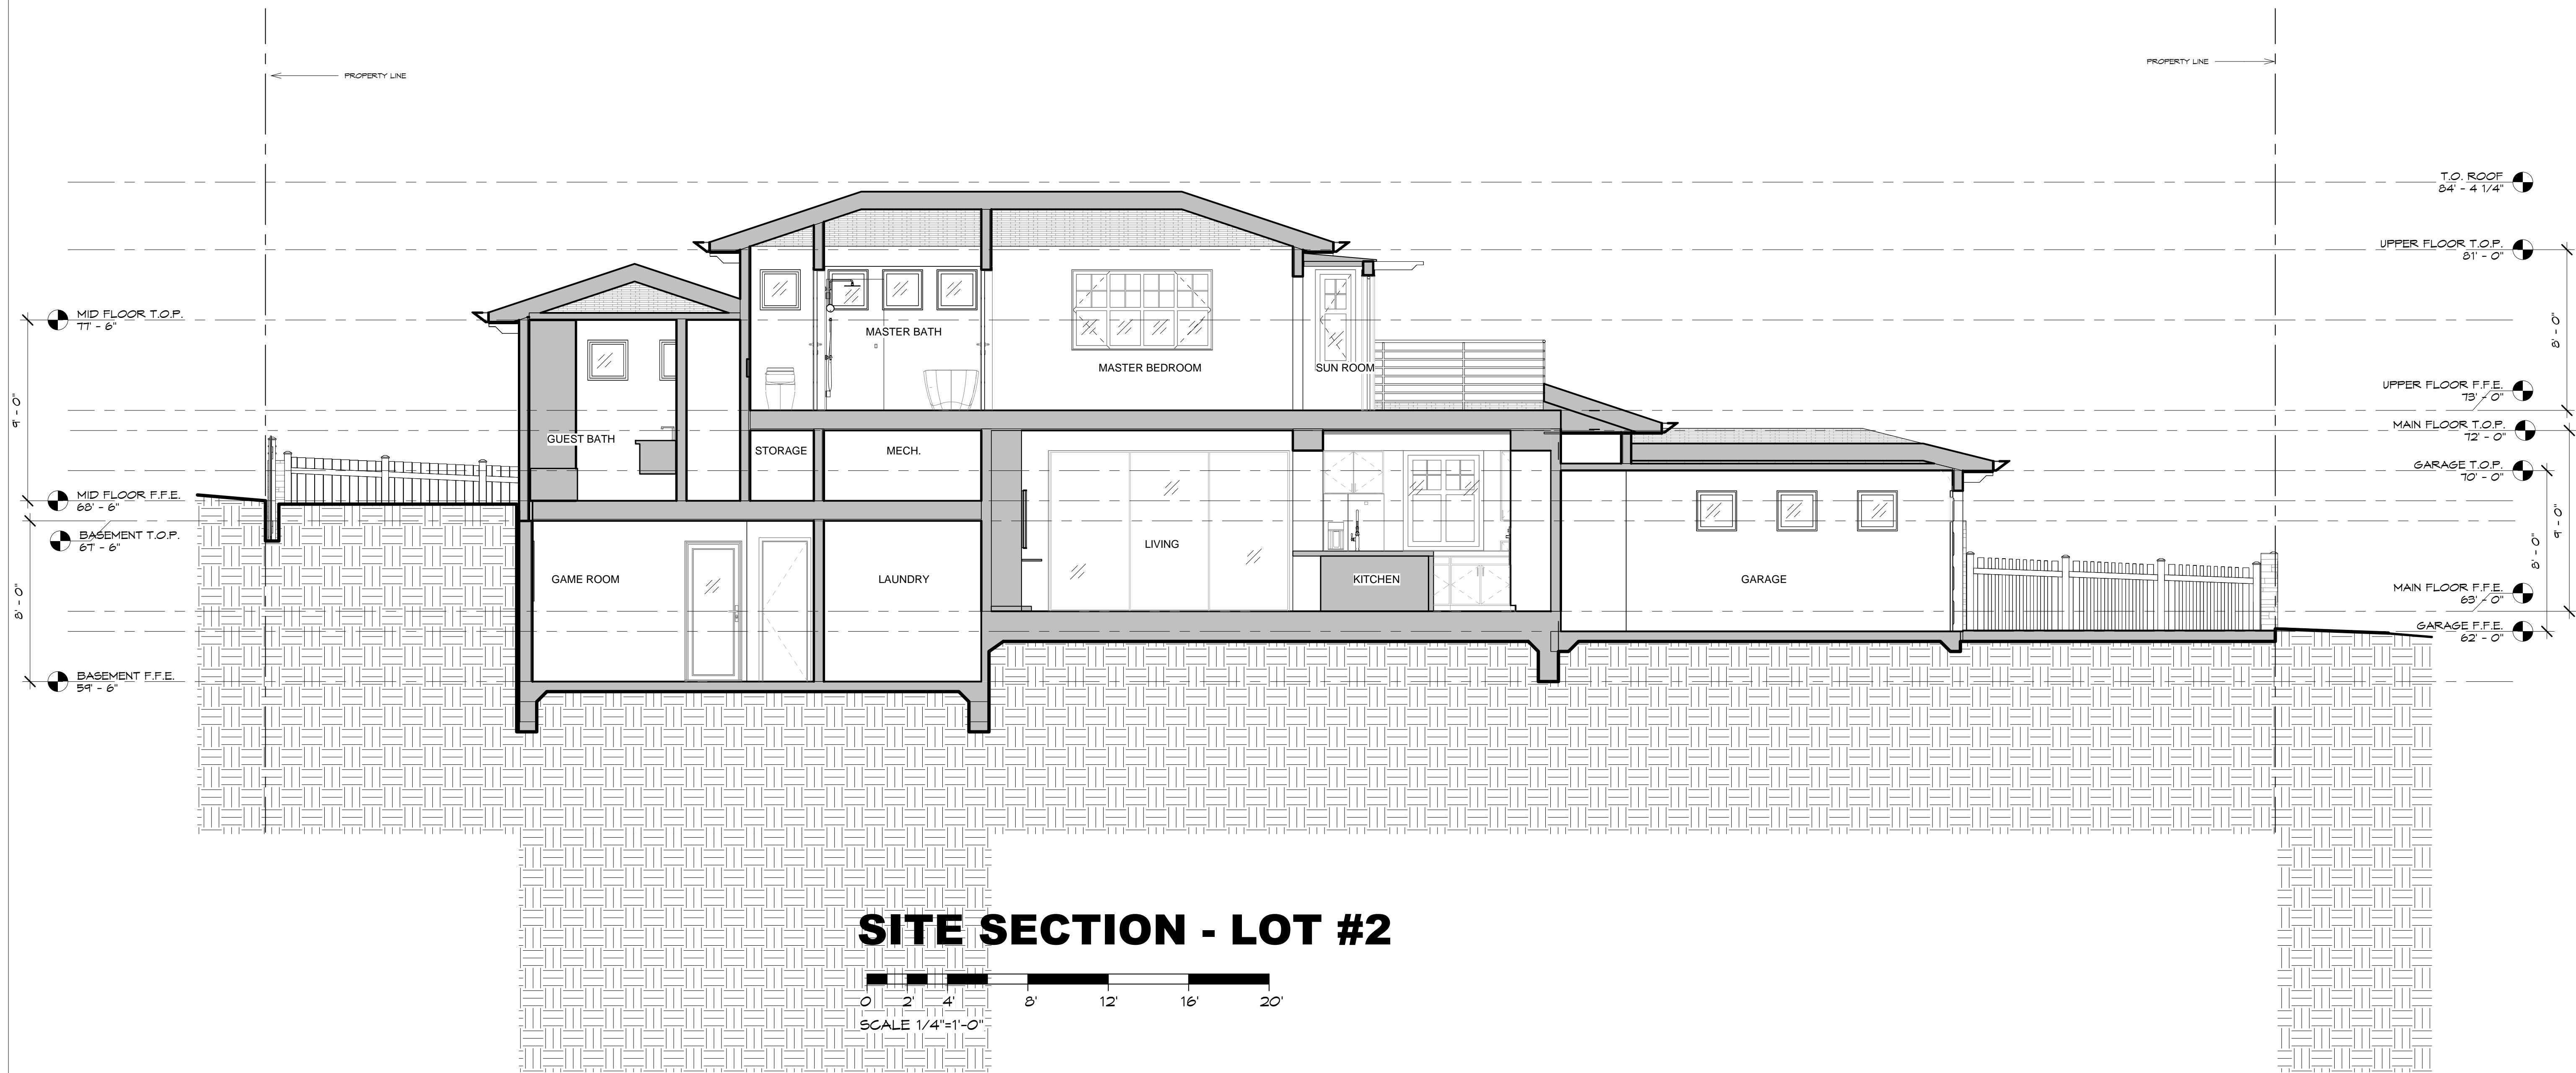 PROPERTY LINE
PROPERTY LINE
T.O. ROOF
84' - 4 1/4"
UPPER FLOOR T.O.P.
81' - 0"
MID FLOOR T.O.P.
77' - 6"
8' - 0"
MASTER BATH
MASTER BEDROOM
SUN ROOM
UPPER FLOOR F.F.E.
73' - 0"
9' - 0"
MAIN FLOOR T.O.P.
72' - 0"
GUEST BATH
STORAGE
MECH.
GARAGE T.O.P.
70' - 0"
MID FLOOR F.F.E.
68' - 6"
BASEMENT T.O.P.
67' - 6"
9' - 0"
8' - 0"
LIVING
GAME ROOM
LAUNDRY
KITCHEN
GARAGE
MAIN FLOOR F.F.E.
63' - 0"
8' - 0"
GARAGE F.F.E.
62' - 0"
BASEMENT F.F.E.
59' - 6"
SITE SECTION - LOT #2
0 2' 4' 8' 12' 16' 20'
SCALE 1/4"=1'-0"